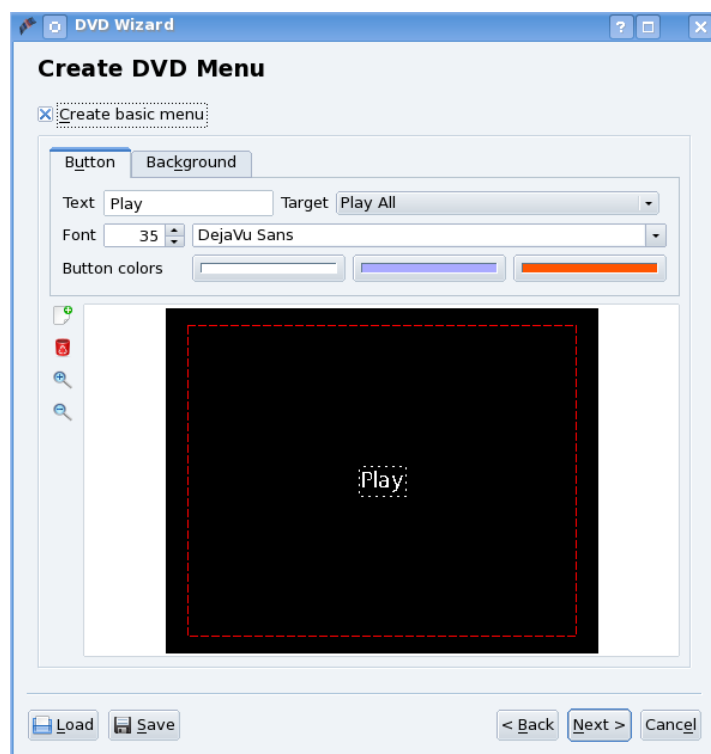 DVD Wizard
Create DVD Menu
Create basic menu
Button Background
Text Play Target Play All
Font 35 DejaVu Sans
Button colors
Play
Load Save < Back Next > Cancel